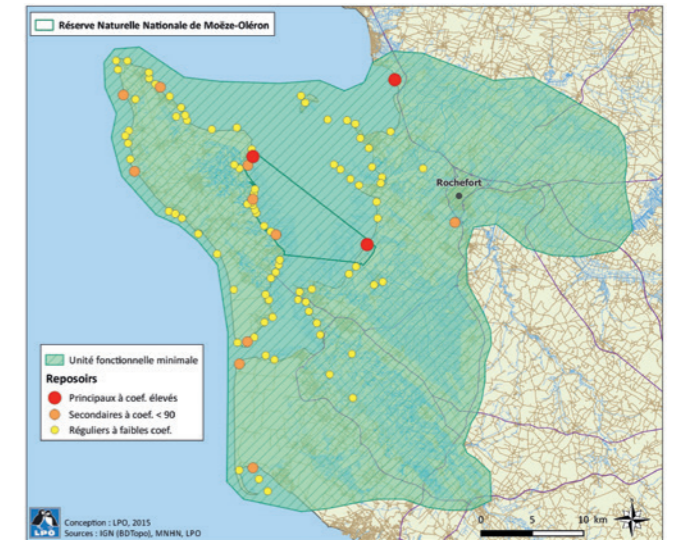 Réserve Naturelle Nationale de Moëze-Oléron
Rochefort
Unité fonctionnelle minimale
Reposoirs
Principaux à coef. élevés
Secondaires à coef. < 90
Réguliers à faibles coef.
LPO
Conception : LPO, 2015
Sources : IGN (BDTopo), MNHN, LPO
0 5 10 km